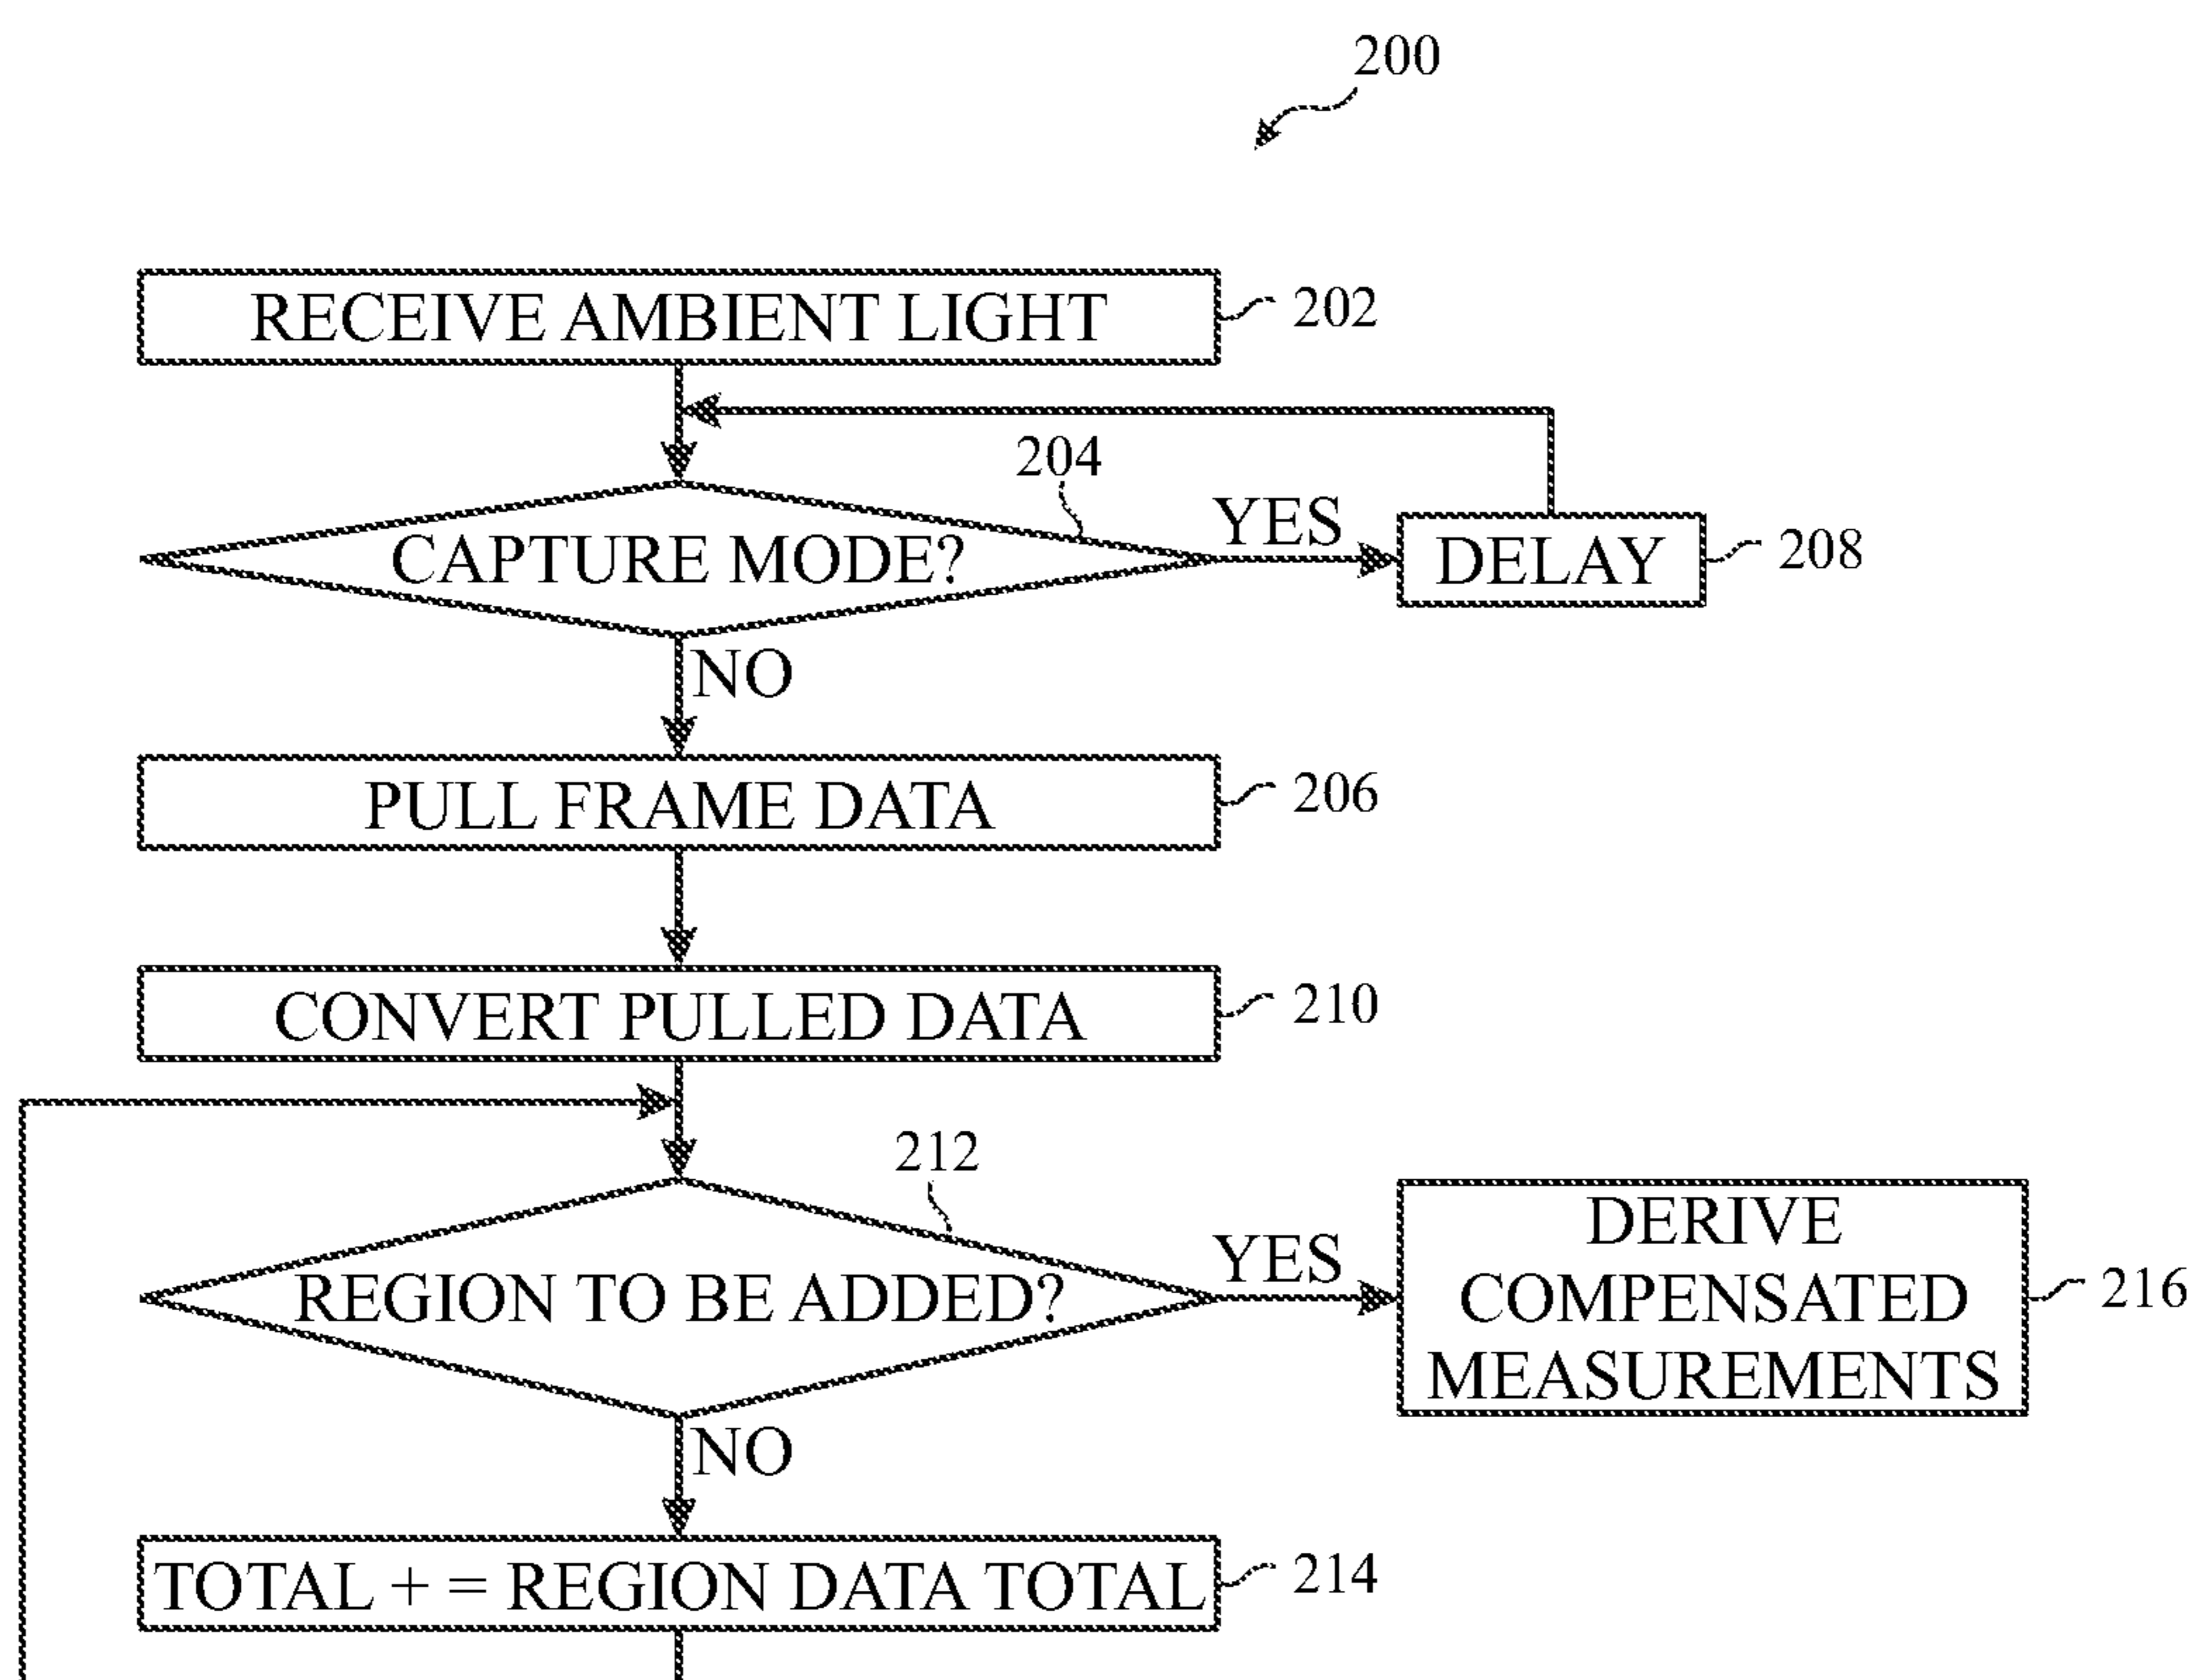 200
RECEIVE AMBIENT LIGHT
202
204
CAPTURE MODE?
YES
DELAY
208
NO
PULL FRAME DATA
206
CONVERT PULLED DATA
210
212
REGION TO BE ADDED?
YES
DERIVE
COMPENSATED
MEASUREMENTS
216
NO
TOTAL + = REGION DATA TOTAL
214